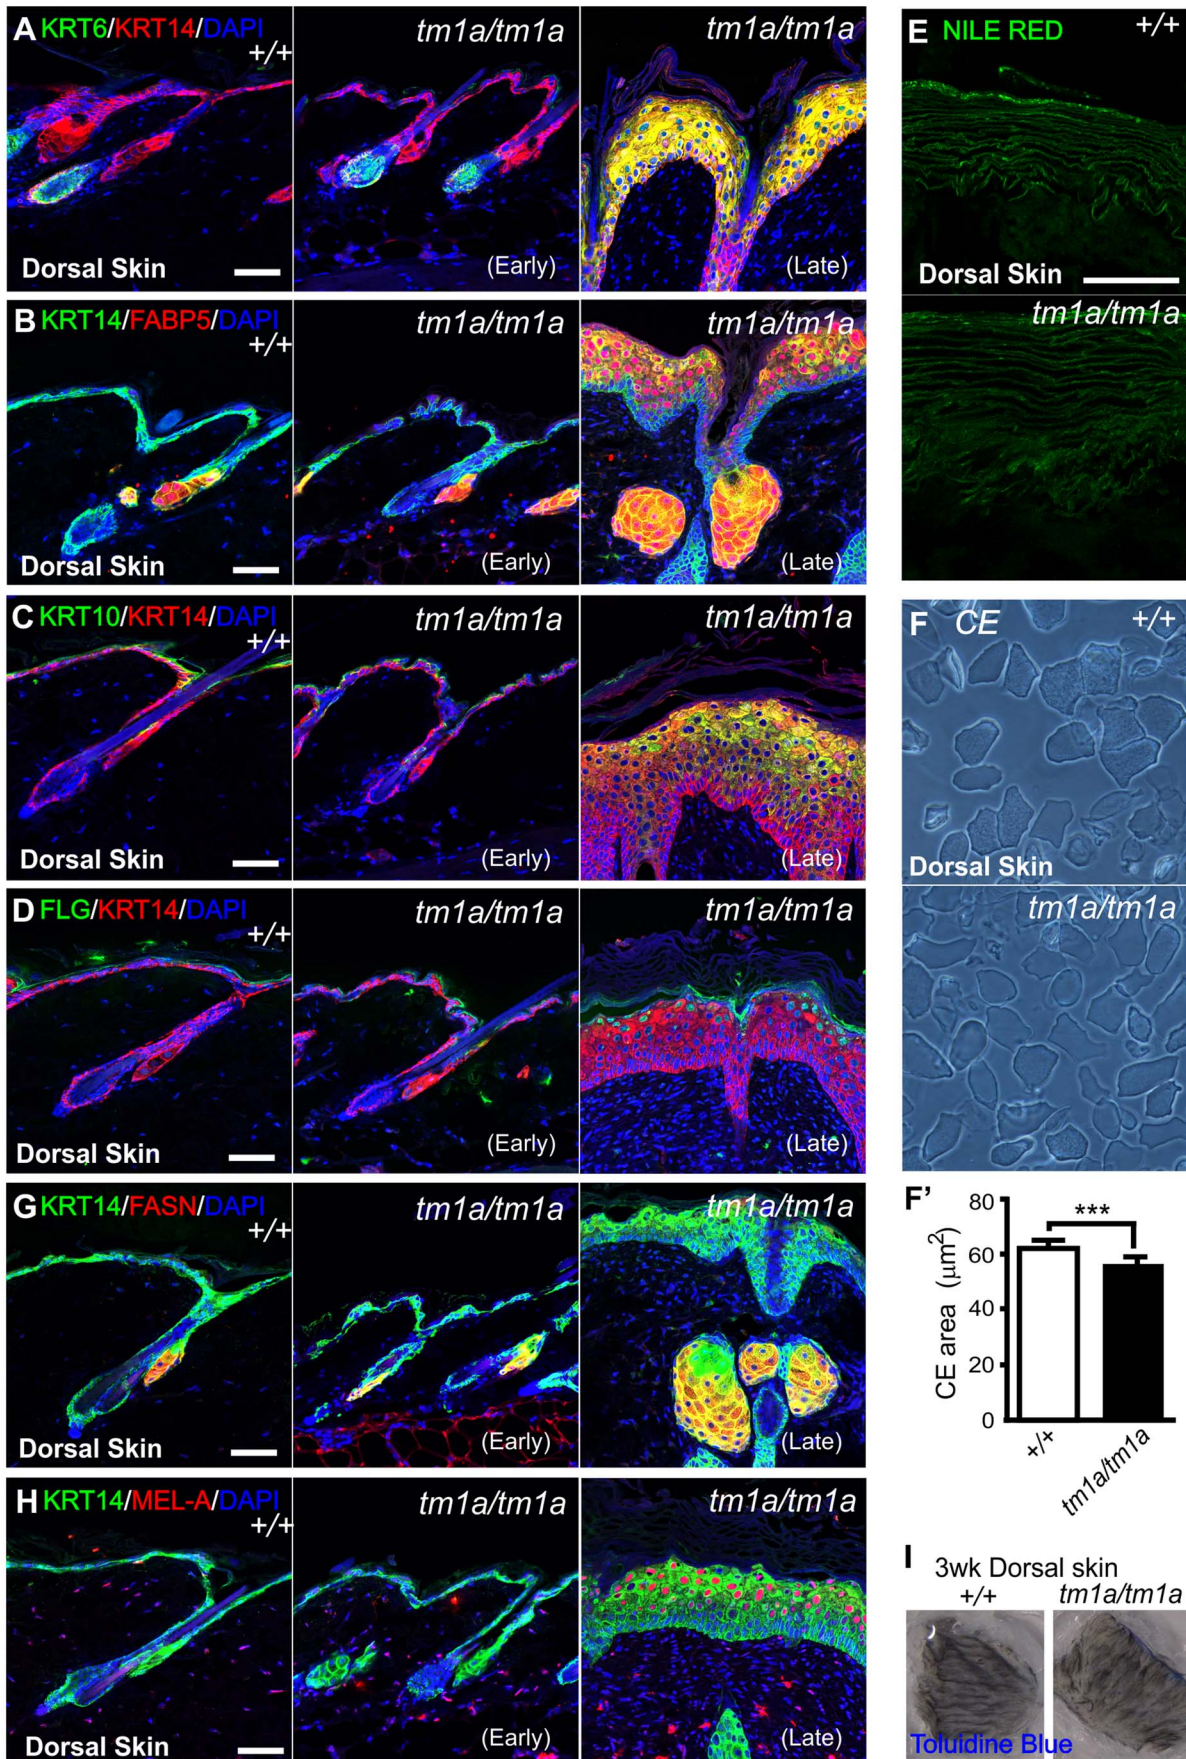 A KRT6/KRT14/DAPI
+/+
tm1a/tm1a
tm1a/tm1a
Dorsal Skin
(Early)
(Late)
B KRT14/FABP5/DAPI
+/+
tm1a/tm1a
tm1a/tm1a
Dorsal Skin
(Early)
(Late)
C KRT10/KRT14/DAPI
+/+
tm1a/tm1a
tm1a/tm1a
Dorsal Skin
(Early)
(Late)
D FLG/KRT14/DAPI
+/+
tm1a/tm1a
tm1a/tm1a
Dorsal Skin
(Early)
(Late)
G KRT14/FASN/DAPI
+/+
tm1a/tm1a
tm1a/tm1a
Dorsal Skin
(Early)
(Late)
H KRT14/MEL-A/DAPI
+/+
tm1a/tm1a
tm1a/tm1a
Dorsal Skin
(Early)
(Late)
E NILE RED
+/+
Dorsal Skin
tm1a/tm1a
F CE
+/+
Dorsal Skin
tm1a/tm1a
F'
CE area (μm²)
80
60
40
20
0
***
+/+
tm1a/tm1a
I 3wk Dorsal skin
+/+
tm1a/tm1a
Toluidine Blue